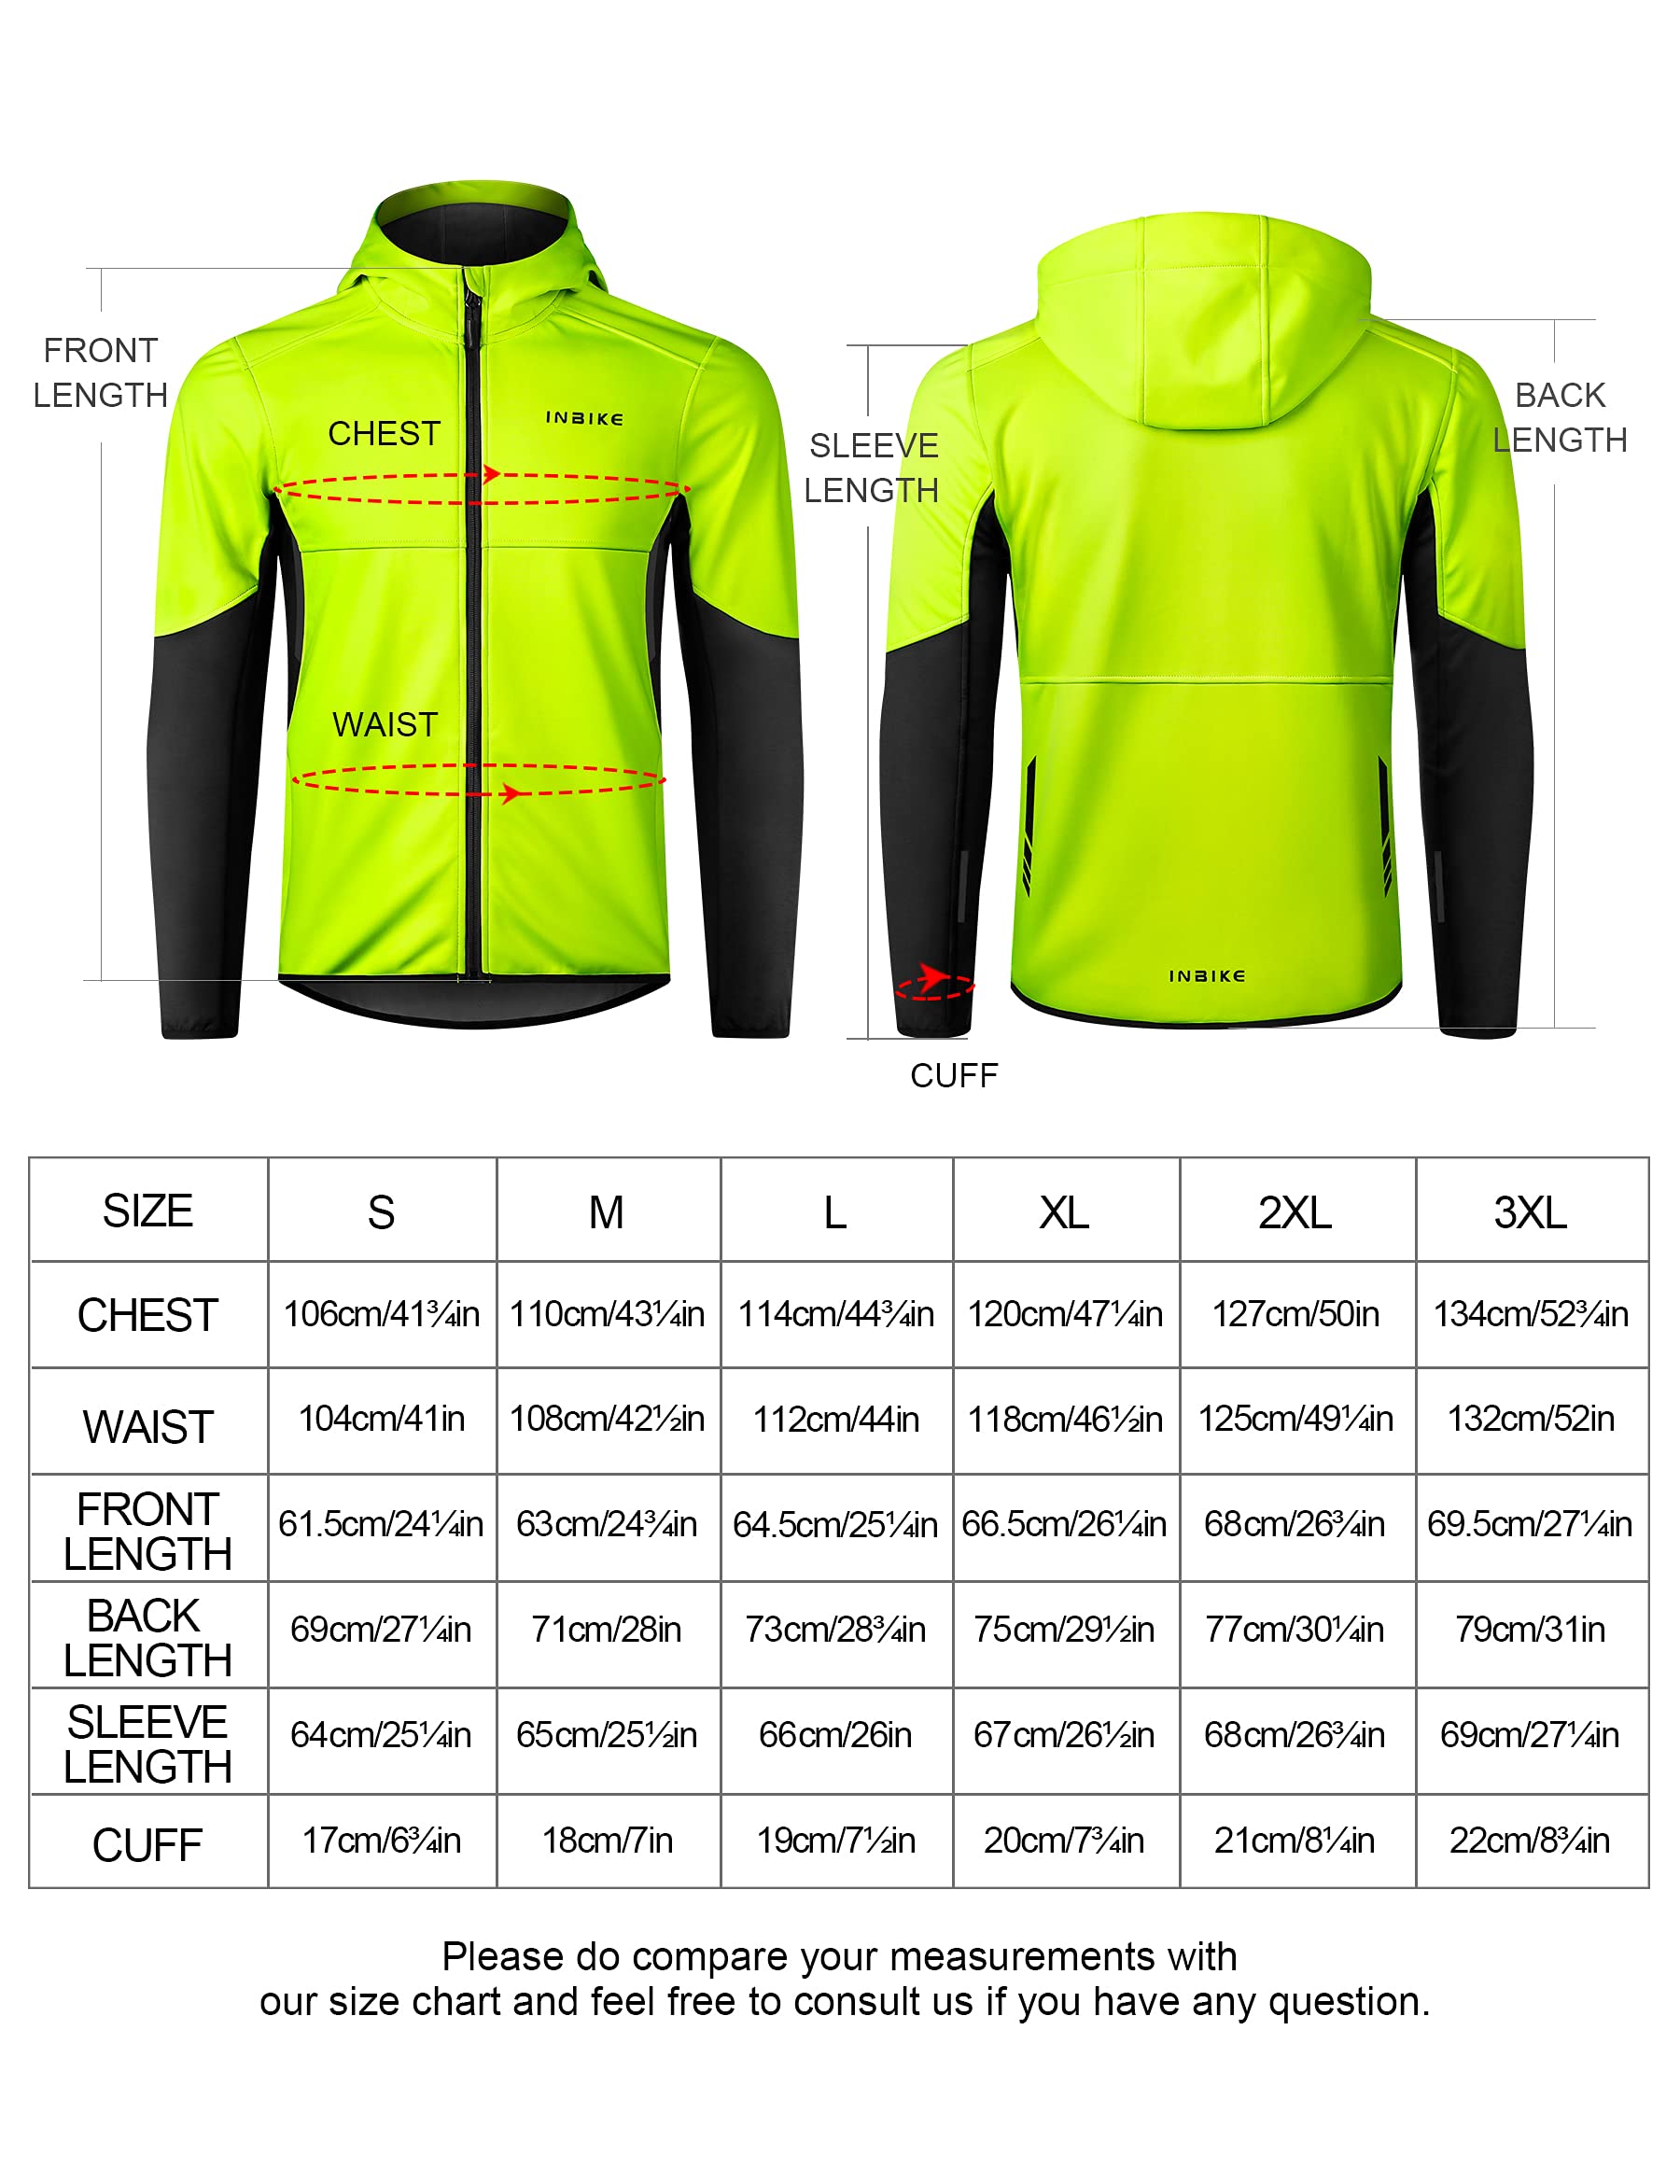 FRONT
LENGTH
CHEST
INBIKE
WAIST
SLEEVE
LENGTH
BACK
LENGTH
INBIKE
CUFF
SIZE S M L XL 2XL 3XL
CHEST 106cm/41¾in 110cm/43¼in 114cm/44¾in 120cm/47¼in 127cm/50in 134cm/52¾in
WAIST 104cm/41in 108cm/42½in 112cm/44in 118cm/46½in 125cm/49¼in 132cm/52in
FRONT
LENGTH 61.5cm/24¼in 63cm/24¾in 64.5cm/25¼in 66.5cm/26¼in 68cm/26¾in 69.5cm/27¼in
BACK
LENGTH 69cm/27¼in 71cm/28in 73cm/28¾in 75cm/29½in 77cm/30¼in 79cm/31in
SLEEVE
LENGTH 64cm/25¼in 65cm/25½in 66cm/26in 67cm/26½in 68cm/26¾in 69cm/27¼in
CUFF 17cm/6¾in 18cm/7in 19cm/7½in 20cm/7¾in 21cm/8¼in 22cm/8¾in
Please do compare your measurements with
our size chart and feel free to consult us if you have any question.